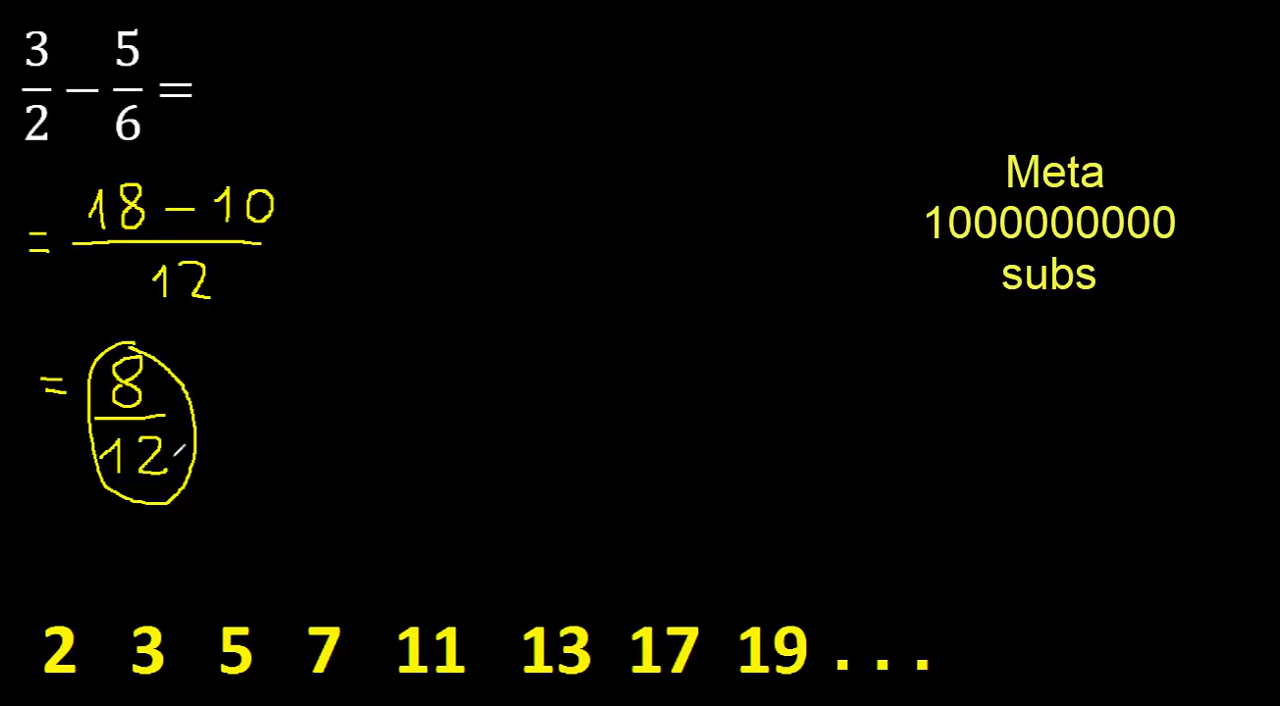 3/2 − 5/6 =
= (18 − 10)/12
= 8/12
Meta
1000000000
subs
2 3 5 7 11 13 17 19 . . .